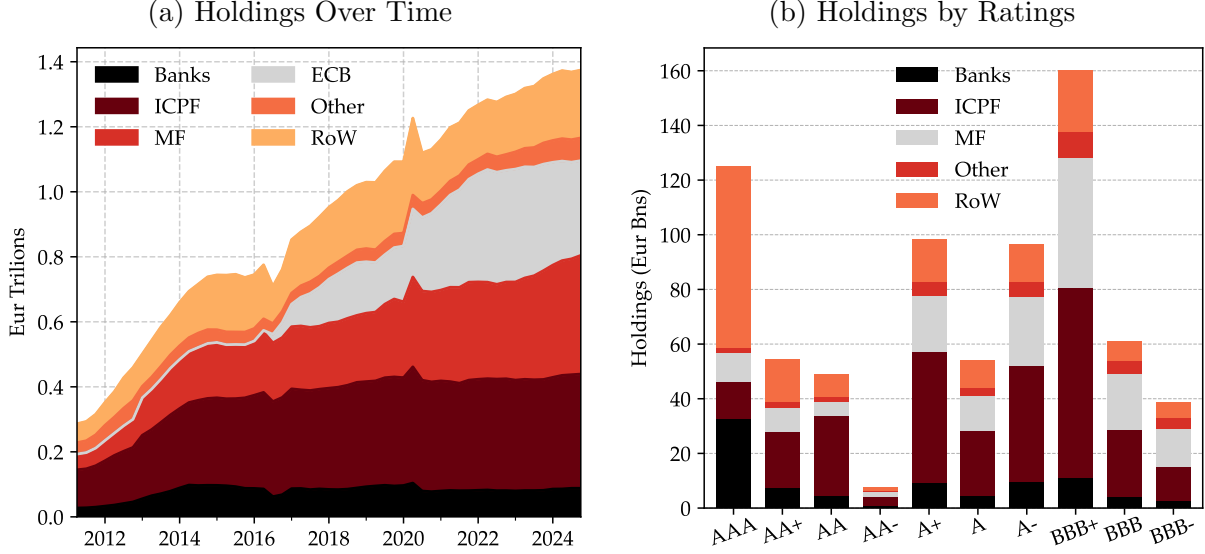 (a) Holdings Over Time
Eur Trilions
1.4
1.2
1.0
0.8
0.6
0.4
0.2
0.0
Banks
ICPF
MF
ECB
Other
RoW
2012
2014
2016
2018
2020
2022
2024
(b) Holdings by Ratings
Holdings (Eur Bns)
160
140
120
100
80
60
40
20
0
Banks
ICPF
MF
Other
RoW
AAA
AA+
AA
AA-
A+
A
A-
BBB+
BBB
BBB-